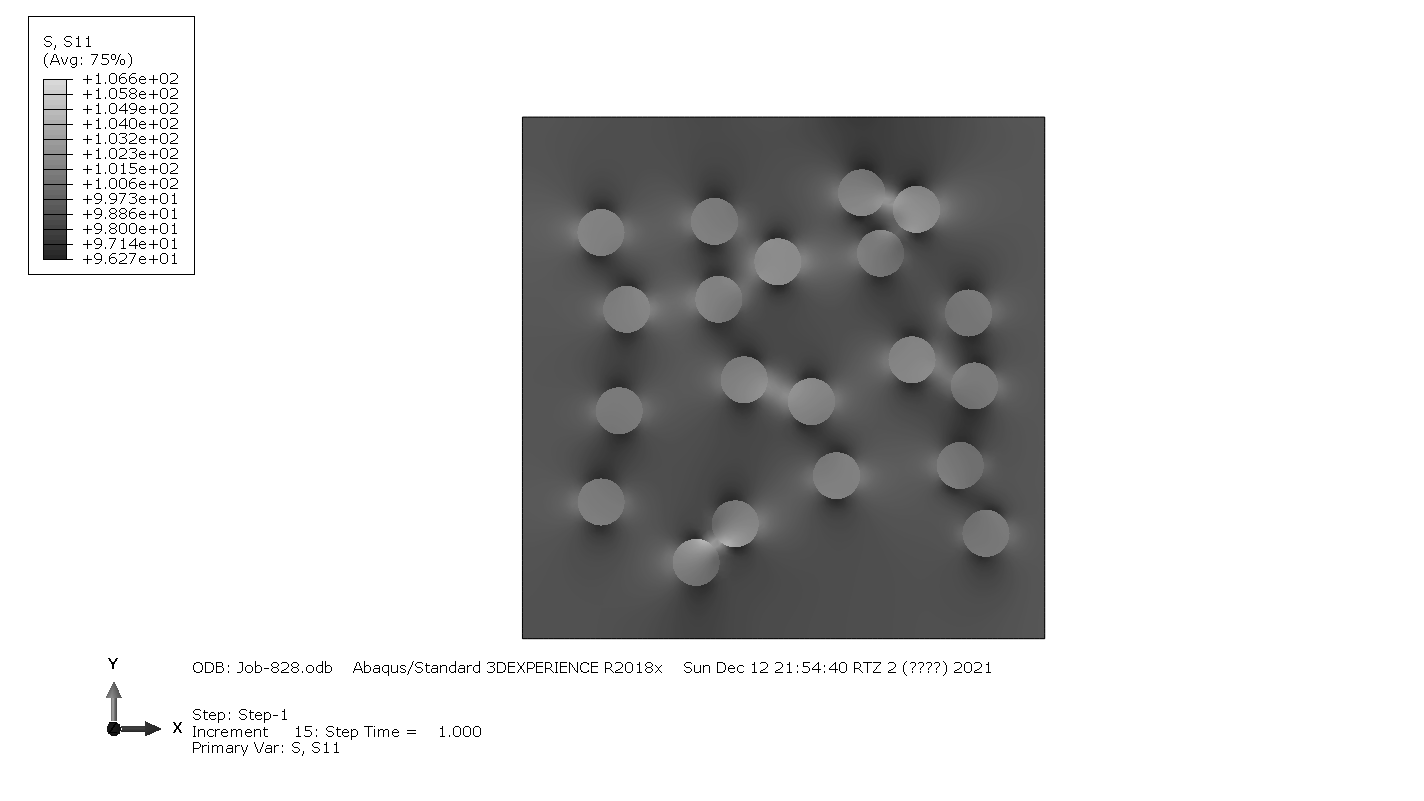 S, S11
(Avg: 75%)
+1.066e+02
+1.058e+02
+1.049e+02
+1.040e+02
+1.032e+02
+1.023e+02
+1.015e+02
+1.006e+02
+9.973e+01
+9.886e+01
+9.800e+01
+9.714e+01
+9.627e+01
Y
X
ODB: Job-828.odb    Abaqus/Standard 3DEXPERIENCE R2018x    Sun Dec 12 21:54:40 RTZ 2 (????) 2021
Step: Step-1
Increment     15: Step Time =    1.000
Primary Var: S, S11